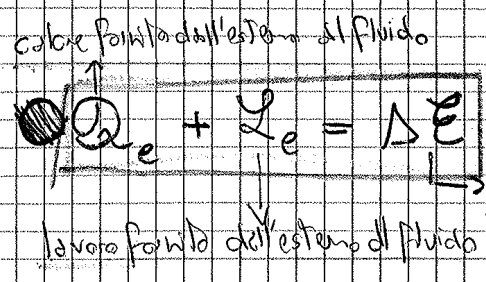 calore fornito dall'esterno al fluido
Qe + Le = Δℰ
lavoro fornito dall'esterno al fluido